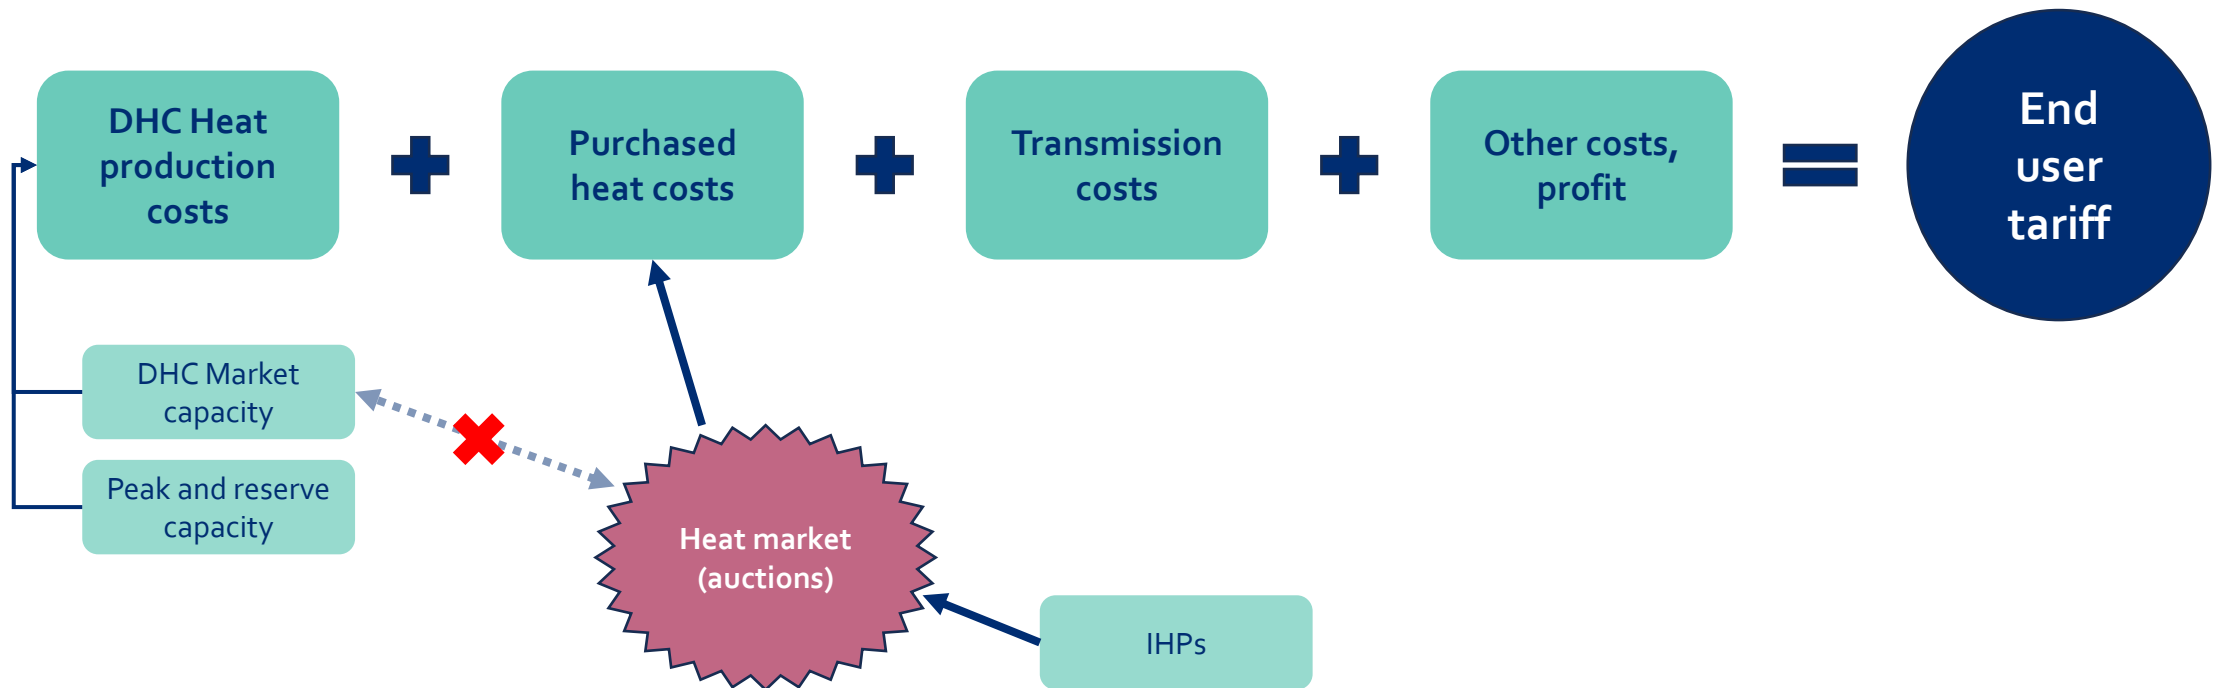 DHC Heat
production
costs
Purchased
heat costs
Transmission
costs
Other costs,
profit
End
user
tariff
DHC Market
capacity
Peak and reserve
capacity
Heat market
(auctions)
IHPs